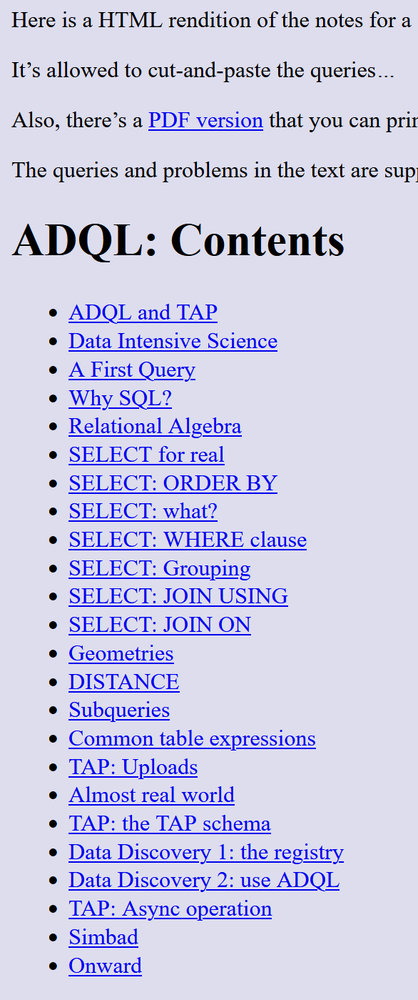 Here is a HTML rendition of the notes for a
It’s allowed to cut-and-paste the queries…
Also, there’s a PDF version that you can
The queries and problems in the text are
ADQL: Contents
ADQL and TAP
Data Intensive Science
A First Query
Why SQL?
Relational Algebra
SELECT for real
SELECT: ORDER BY
SELECT: what?
SELECT: WHERE clause
SELECT: Grouping
SELECT: JOIN USING
SELECT: JOIN ON
Geometries
DISTANCE
Subqueries
Common table expressions
TAP: Uploads
Almost real world
TAP: the TAP schema
Data Discovery 1: the registry
Data Discovery 2: use ADQL
TAP: Async operation
Simbad
Onward